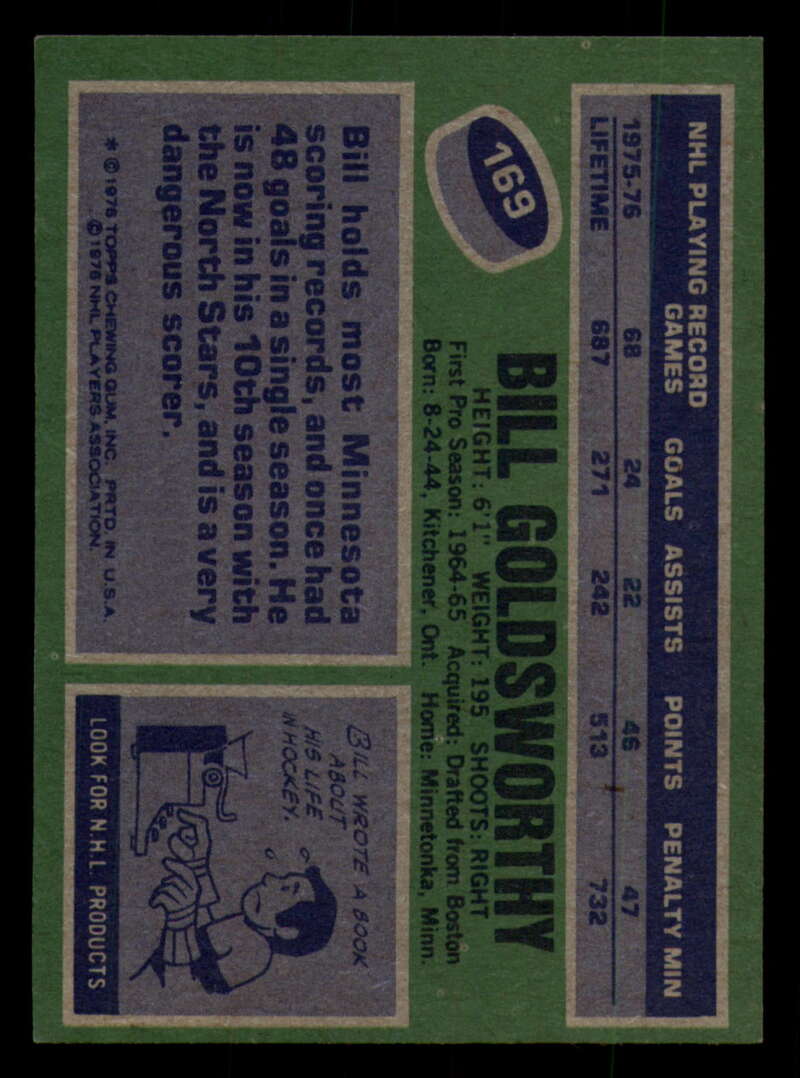 NHL PLAYING RECORD
GAMES GOALS ASSISTS POINTS PENALTY MIN
1975-76 68 24 22 46 47
LIFETIME 687 271 242 513 732
169
BILL GOLDSWORTHY
HEIGHT: 6'1" WEIGHT: 195 SHOOTS: RIGHT
First Pro Season: 1964-65 Acquired: Drafted from Boston
Born: 8-24-44, Kitchener, Ont. Home: Minnetonka, Minn.
Bill holds most Minnesota
scoring records, and once had
48 goals in a single season. He
is now in his 10th season with
the North Stars, and is a very
dangerous scorer.
* © 1976 TOPPS CHEWING GUM, INC. PRTD. IN U.S.A.
© 1976 NHL PLAYERS ASSOCIATION.
BILL WROTE A BOOK
ABOUT
HIS LIFE
IN HOCKEY.
LOOK FOR N.H.L. PRODUCTS